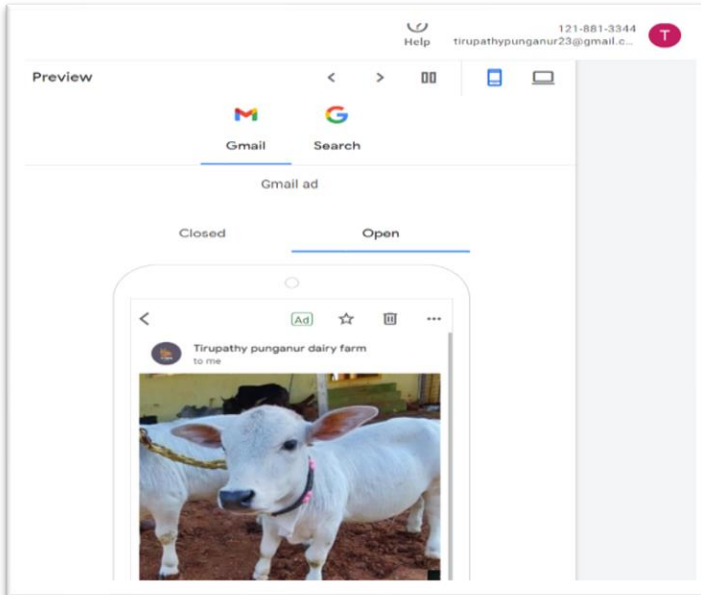 121-881-3344
Help tirupathypunganur23@gmail.c...
T
Preview
Gmail Search
Gmail ad
Closed Open
Ad
Tirupathy punganur dairy farm
to me